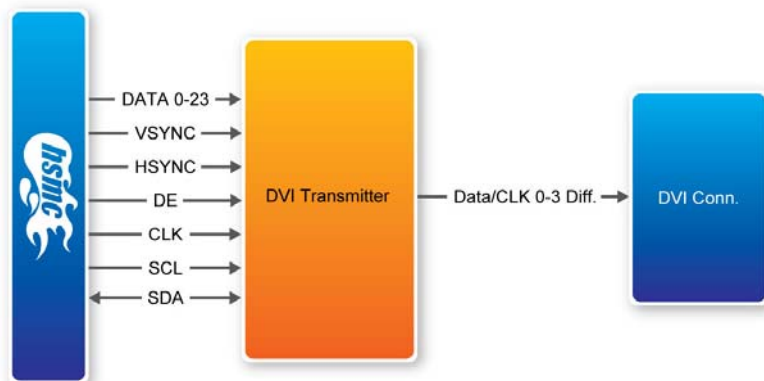 hsmc
DATA 0-23
VSYNC
HSYNC
DE
CLK
SCL
SDA
DVI Transmitter
Data/CLK 0-3 Diff.
DVI Conn.